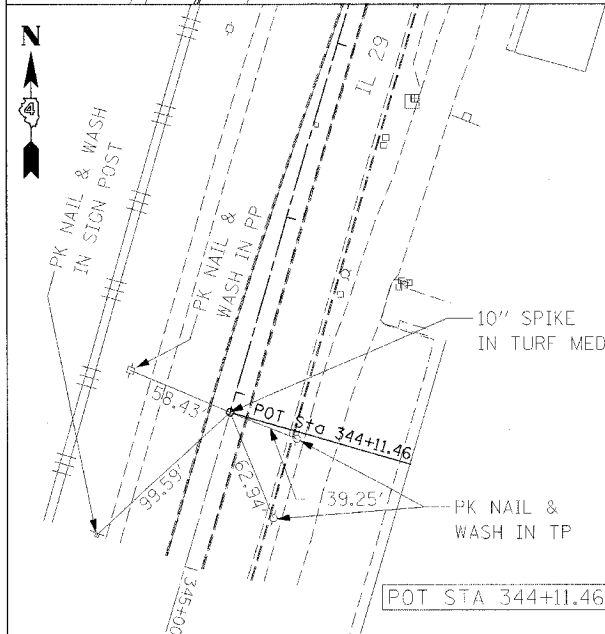 N
4
IL 29
PK NAIL & WASH
IN SIGN POST
PK NAIL &
WASH IN PP
10" SPIKE
IN TURF MED
58.43'
POT Sta 344+11.46
99.59'
62.94'
39.25'
PK NAIL &
WASH IN TP
345+00
POT STA 344+11.46